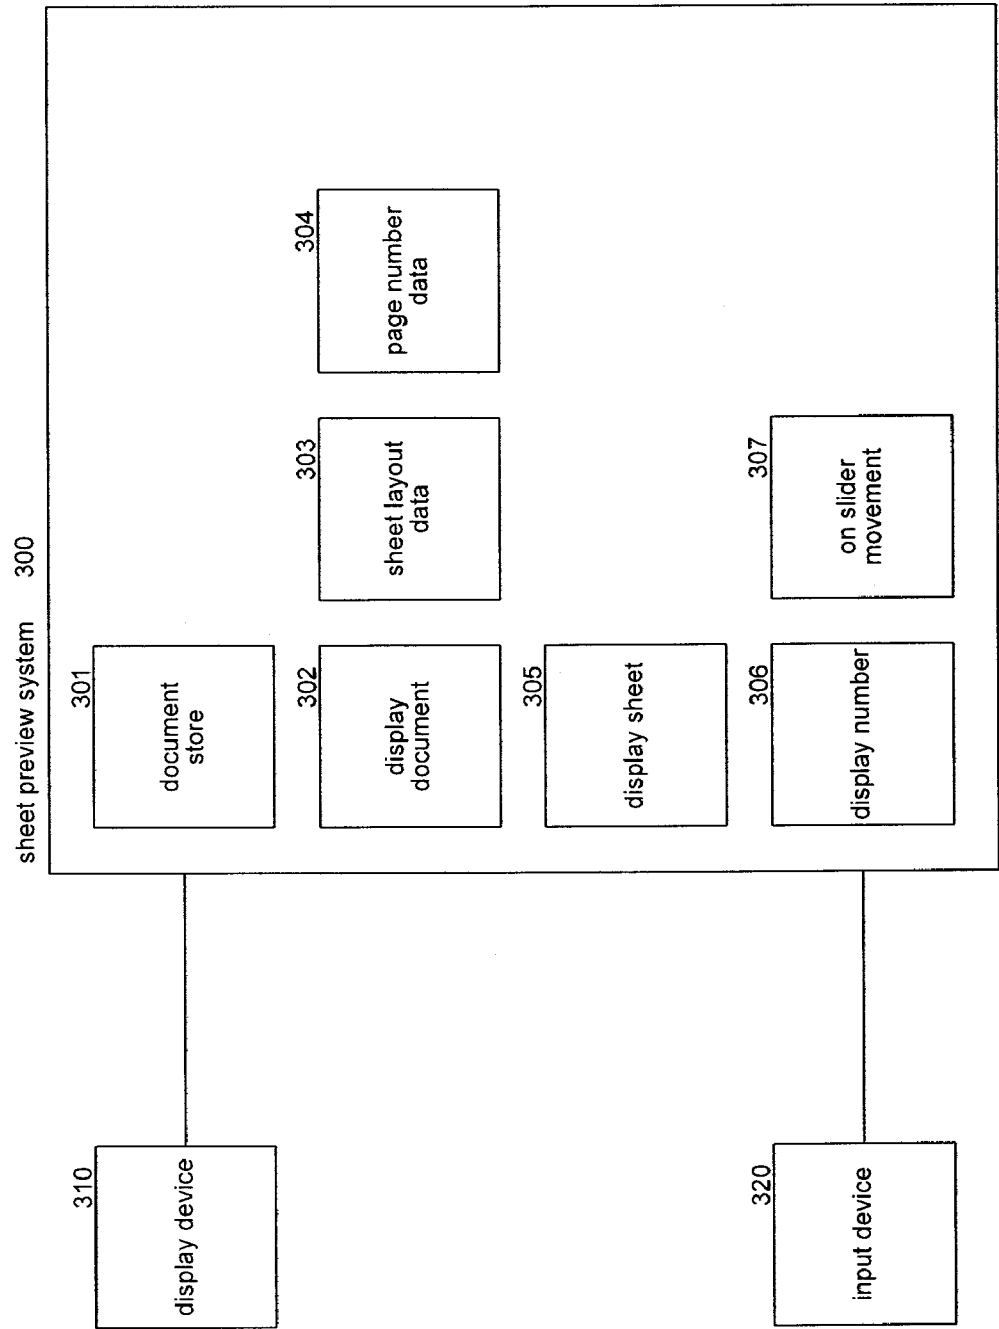 sheet preview system 300
310
display device
301
document
store
302
display
document
303
sheet layout
data
304
page number
data
305
display sheet
320
input device
306
display number
307
on slider
movement